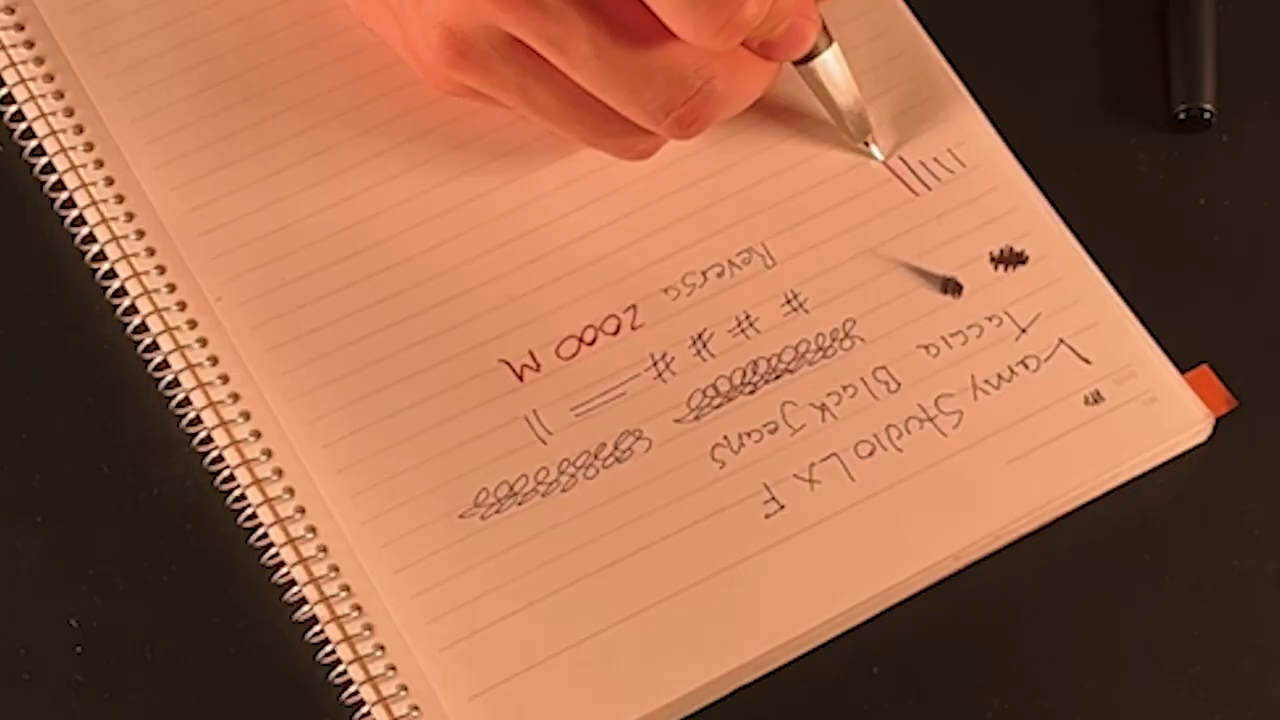 Lamy Studio Lx F
Taccia Black Jeans
# # # #
Reversa 2000 M